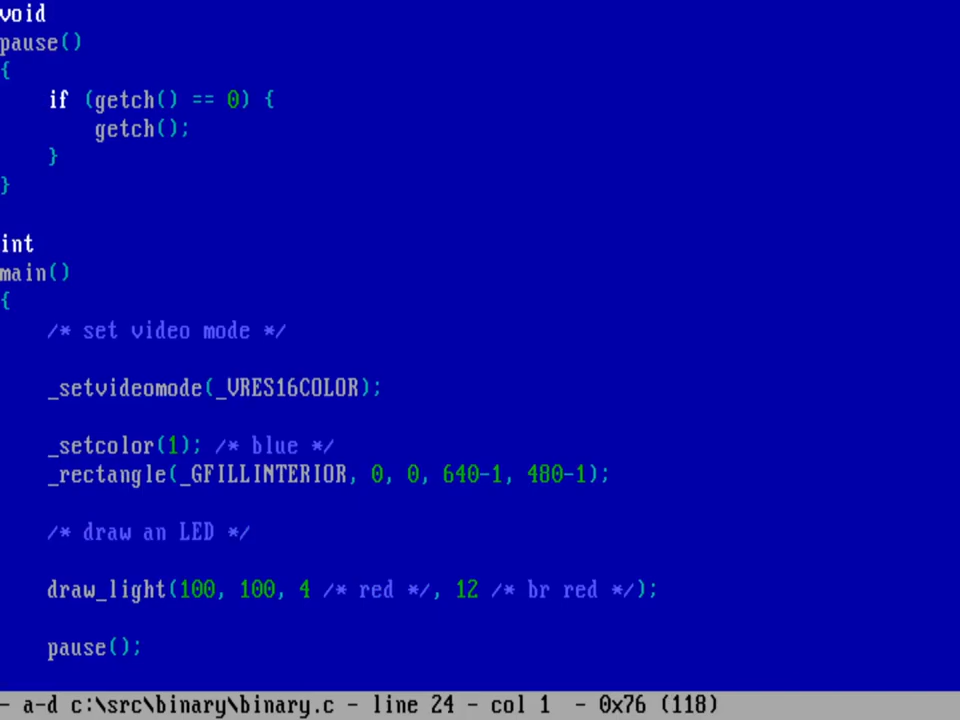 void
pause()
{
    if (getch() == 0) {
        getch();
    }
}

int
main()
{
    /* set video mode */

    _setvideomode(_VRES16COLOR);

    _setcolor(1); /* blue */
    _rectangle(_GFILLINTERIOR, 0, 0, 640-1, 480-1);

    /* draw an LED */

    draw_light(100, 100, 4 /* red */, 12 /* br red */);

    pause();

- a-d c:\src\binary\binary.c - line 24 - col 1  - 0x76 (118)